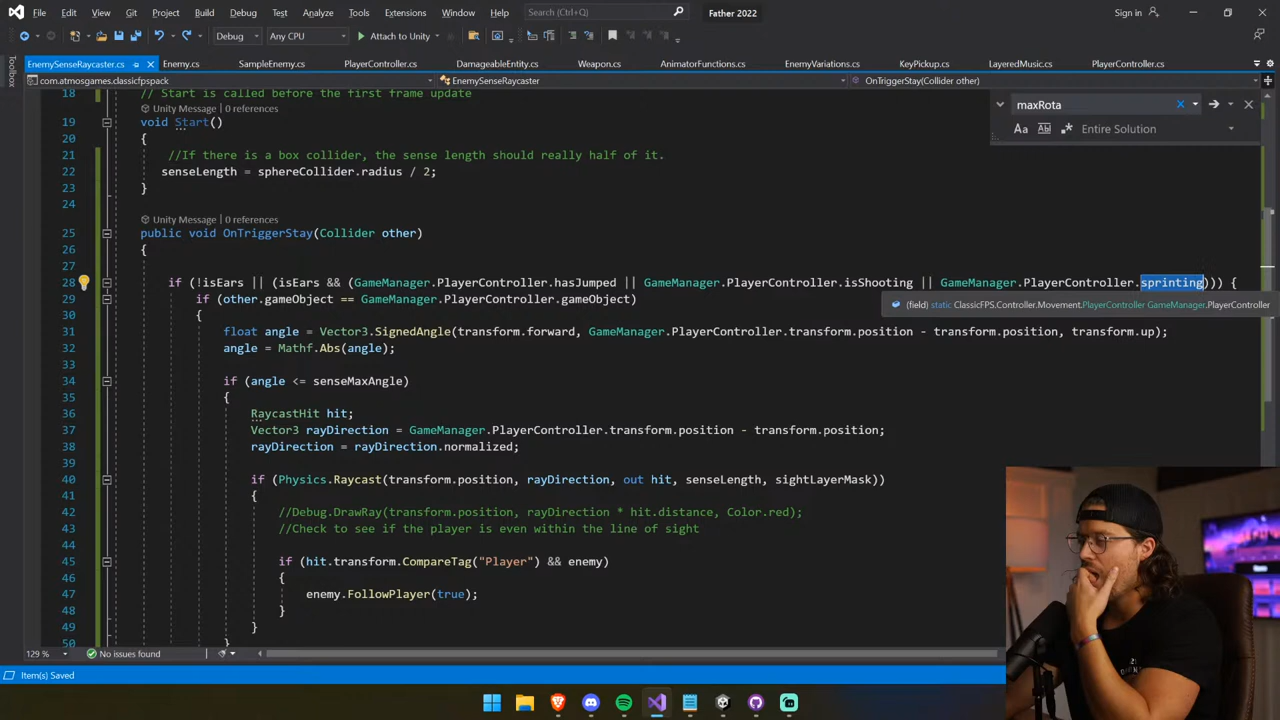 File Edit View Git Project Build Debug Test Analyze Tools Extensions Window Help Search (Ctrl+Q) Father 2022 Sign in
Debug Any CPU Attach to Unity
EnemySenseRaycaster.cs Enemy.cs SampleEnemy.cs PlayerController.cs DamageableEntity.cs Weapon.cs AnimatorFunctions.cs EnemyVariations.cs KeyPickup.cs LayeredMusic.cs PlayerController.cs
Toolbox
com.atmosgames.classicfpspack EnemySenseRaycaster OnTriggerStay(Collider other)
maxRota
Entire Solution
18 // Start is called before the first frame update
Unity Message | 0 references
19 void Start()
20 {
21 //If there is a box collider, the sense length should really half of it.
22 senseLength = sphereCollider.radius / 2;
23 }
24
Unity Message | 0 references
25 public void OnTriggerStay(Collider other)
26 {
27
28 if (!isEars || (isEars && (GameManager.PlayerController.hasJumped || GameManager.PlayerController.isShooting || GameManager.PlayerController.sprinting))) {
29 if (other.gameObject == GameManager.PlayerController.gameObject)
(field) static ClassicFPS.Controller.Movement.PlayerController GameManager.PlayerController
30 {
31 float angle = Vector3.SignedAngle(transform.forward, GameManager.PlayerController.transform.position - transform.position, transform.up);
32 angle = Mathf.Abs(angle);
33
34 if (angle <= senseMaxAngle)
35 {
36 RaycastHit hit;
37 Vector3 rayDirection = GameManager.PlayerController.transform.position - transform.position;
38 rayDirection = rayDirection.normalized;
39
40 if (Physics.Raycast(transform.position, rayDirection, out hit, senseLength, sightLayerMask))
41 {
42 //Debug.DrawRay(transform.position, rayDirection * hit.distance, Color.red);
43 //Check to see if the player is even within the line of sight
44
45 if (hit.transform.CompareTag("Player") && enemy)
46 {
47 enemy.FollowPlayer(true);
48 }
49 }
50 }
129 % No issues found
Item(s) Saved